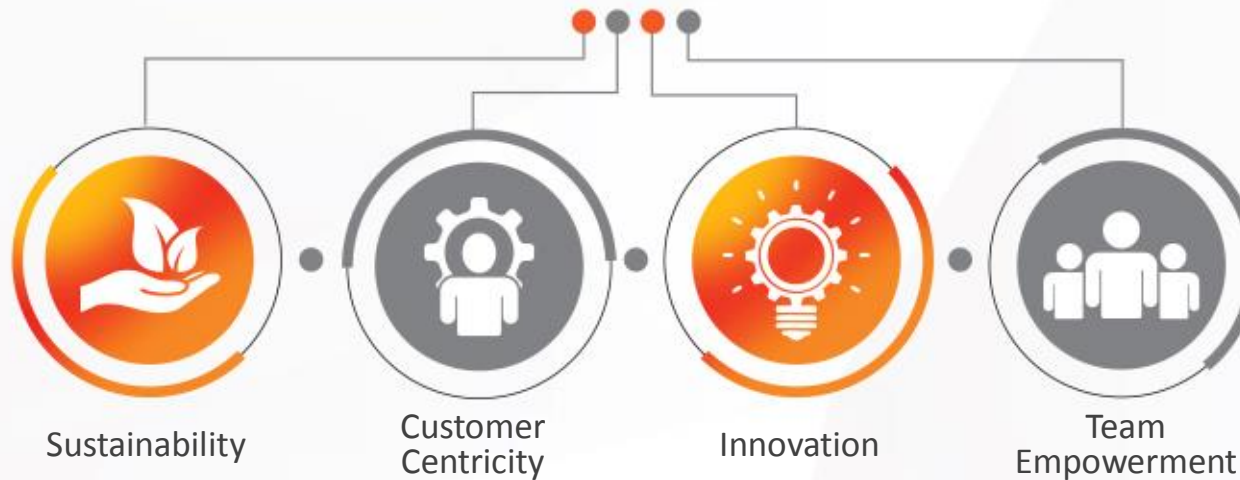 Sustainability
Customer
Centricity
Innovation
Team
Empowerment